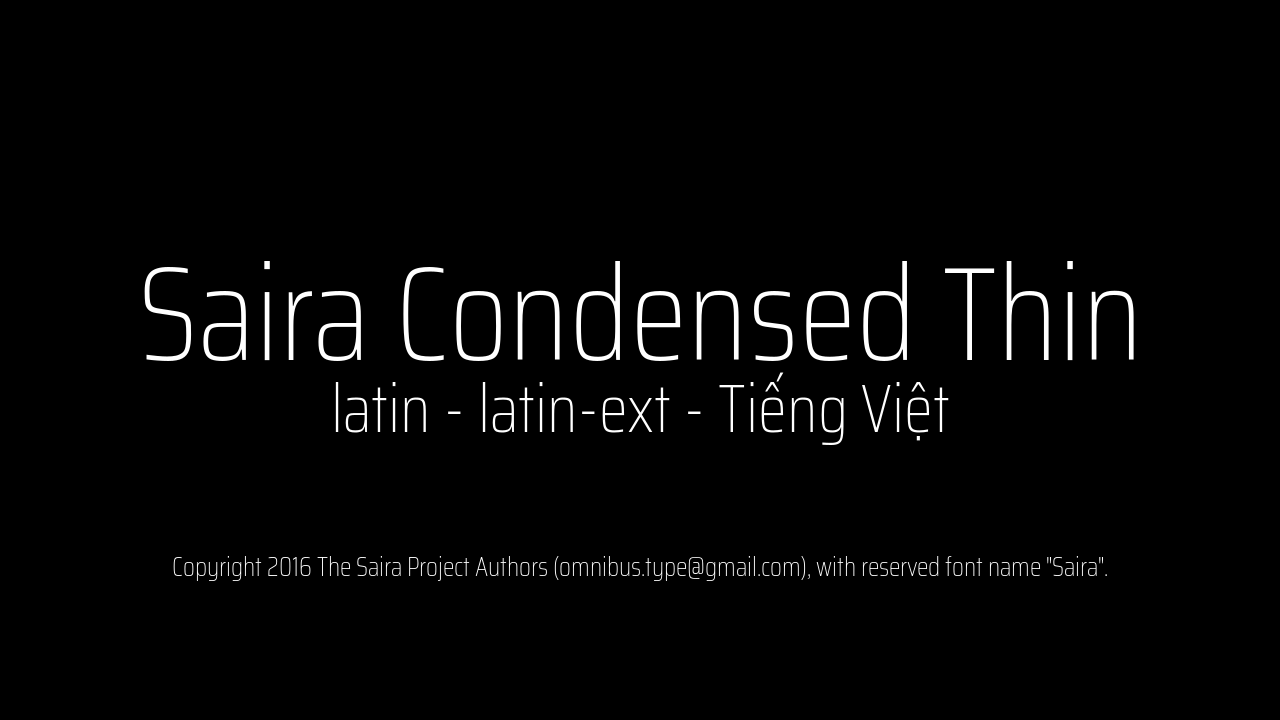 Saira Condensed Thin
latin - latin-ext - Tiếng Việt
Copyright 2016 The Saira Project Authors (omnibus.type@gmail.com), with reserved font name "Saira".